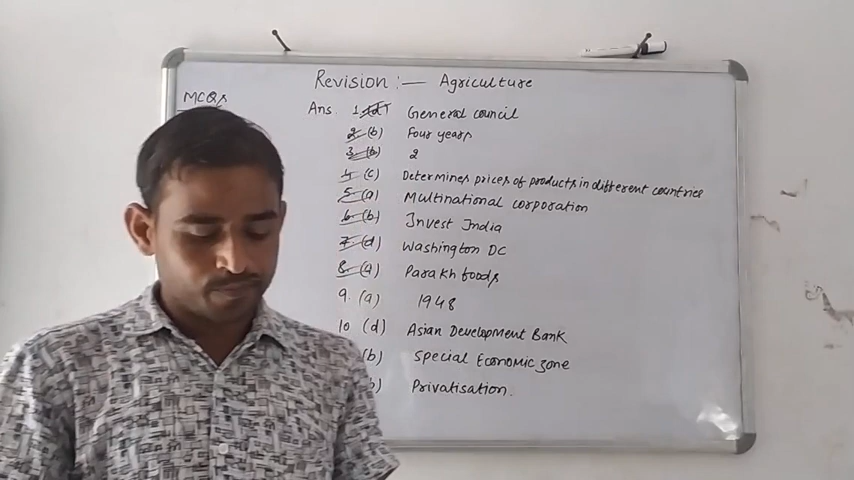 Revision :— Agriculture
MCQs
Ans. 1 (d) General council
2 (b) Four years
3 (b) 2
4 (c) Determines prices of products in different countries
5 (a) Multinational corporation
6 (b) Invest India
7 (d) Washington DC
8 (a) Parakh foods
9. (a) 1948
10 (d) Asian Development Bank
(b) Special Economic zone
b) Privatisation.